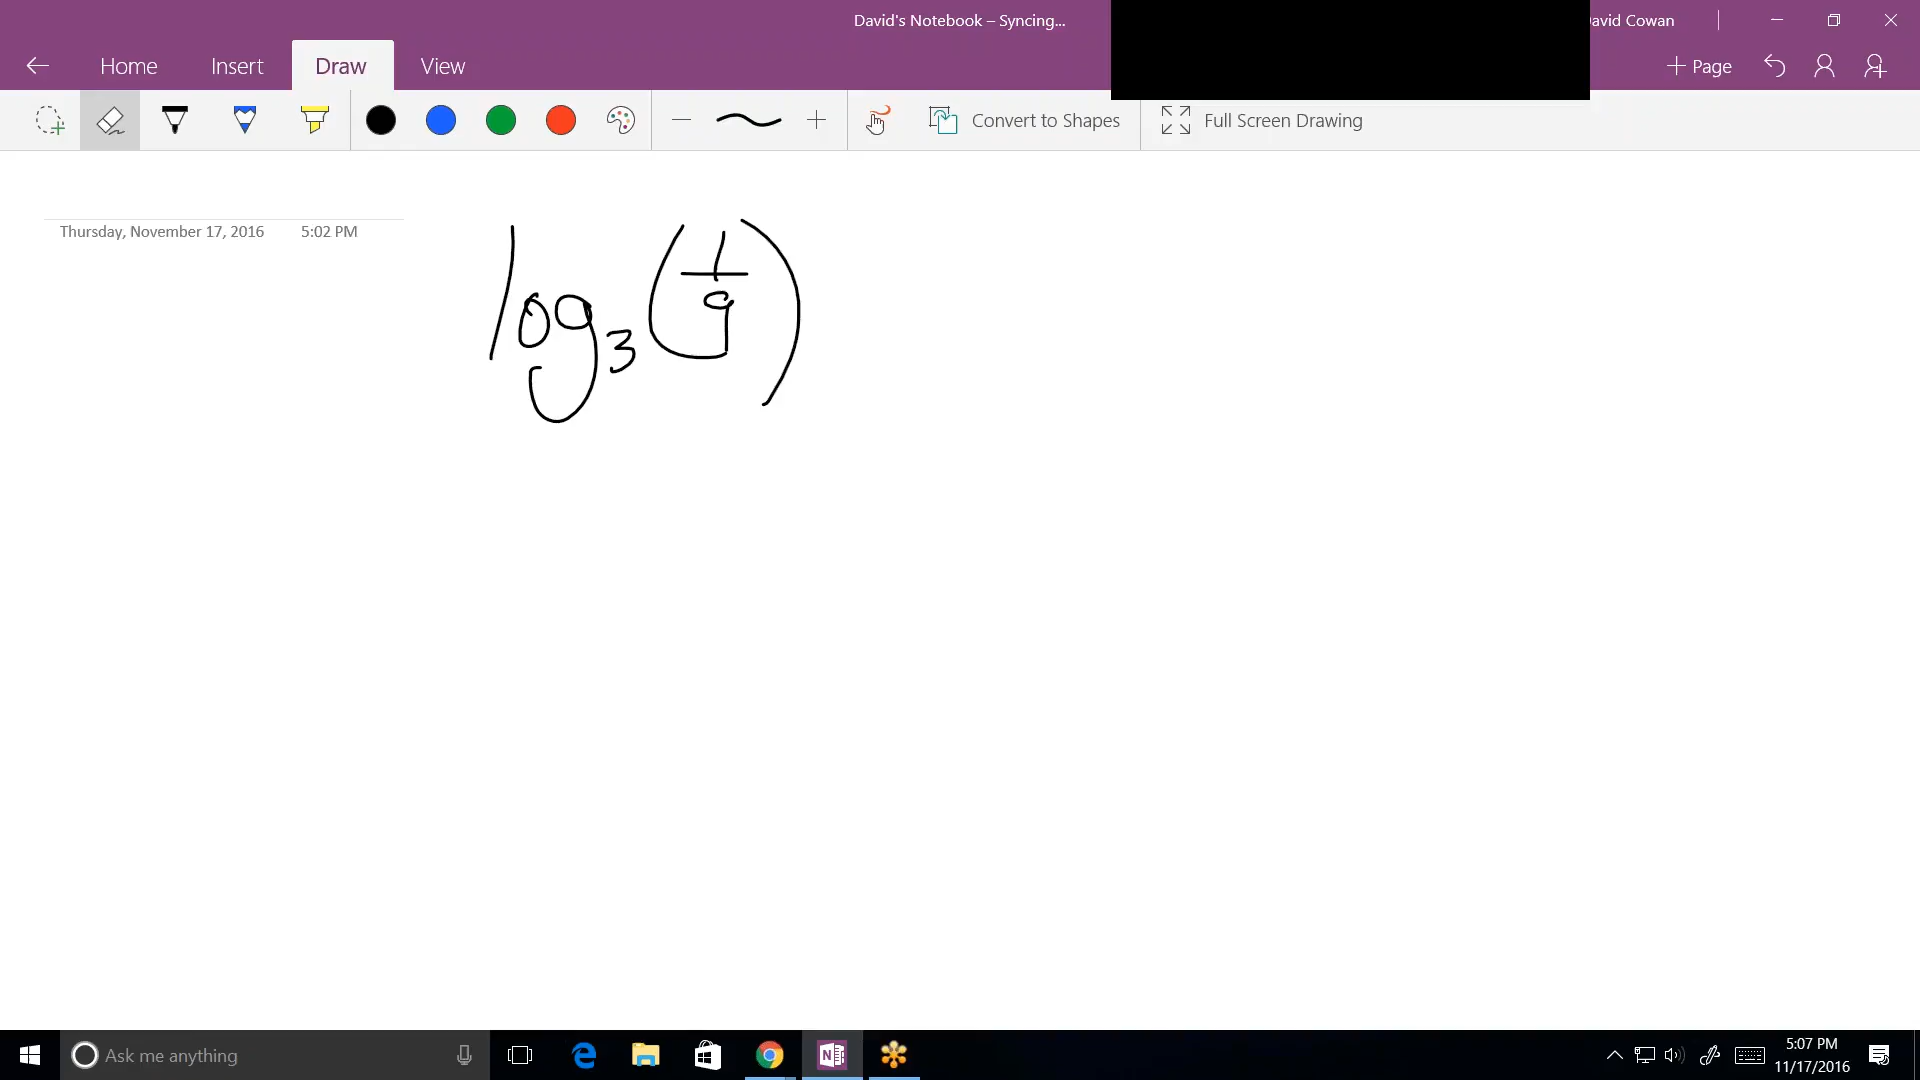 David's Notebook – Syncing...
avid Cowan
Home Insert Draw View
Page
Convert to Shapes Full Screen Drawing
Thursday, November 17, 2016 5:02 PM
log₃(1/9)
Ask me anything
5:07 PM
11/17/2016